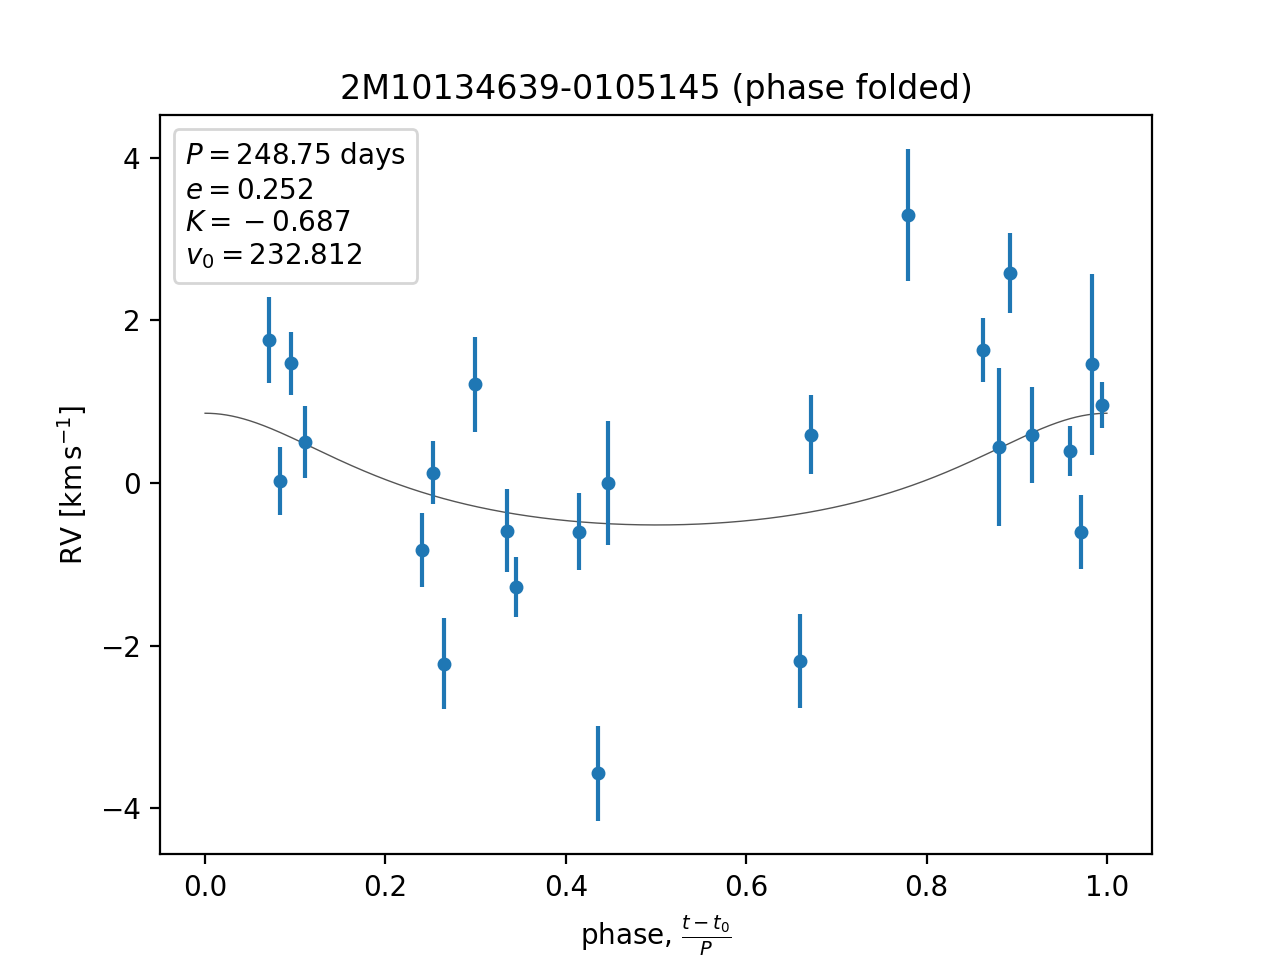 2M10134639-0105145 (phase folded)
P = 248.75 days
e = 0.252
K = −0.687
v₀ = 232.812
4
2
0
−2
−4
RV [km s⁻¹]
0.0 0.2 0.4 0.6 0.8 1.0
phase, (t − t₀)/P